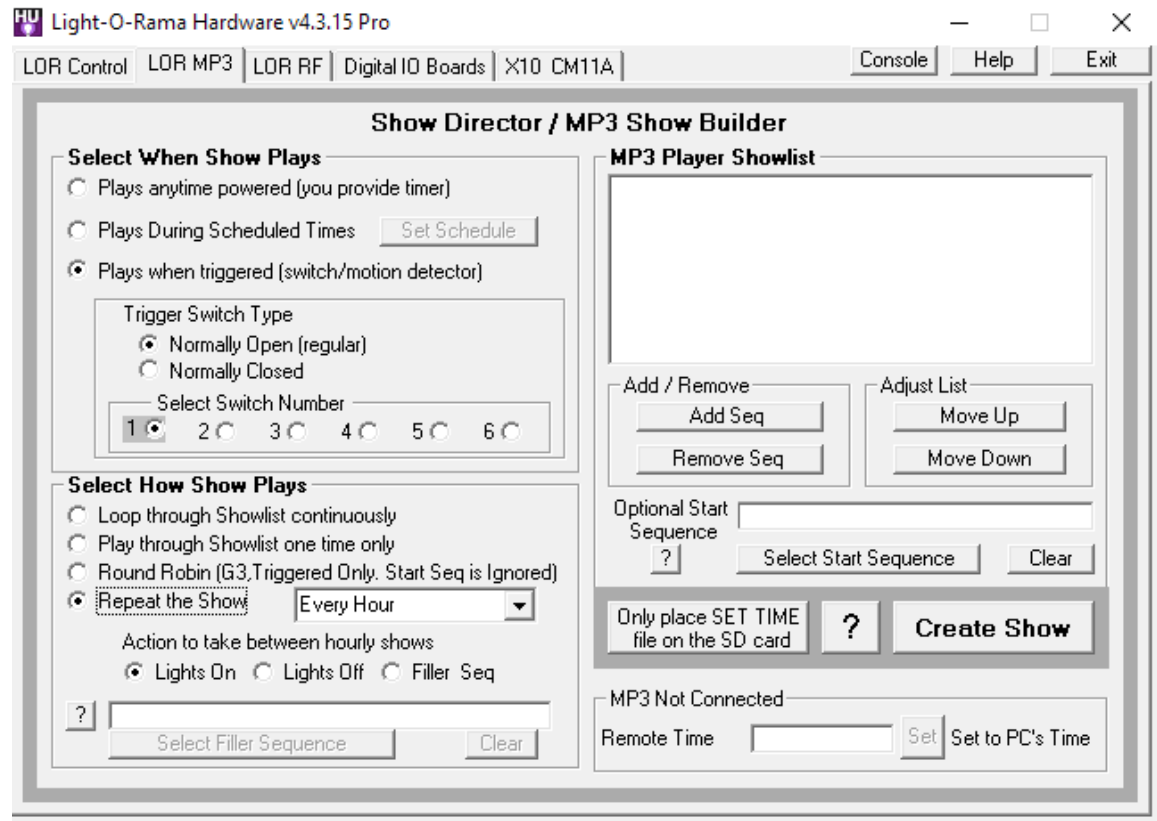 HU Light-O-Rama Hardware v4.3.15 Pro
LOR Control LOR MP3 LOR RF Digital IO Boards X10 CM11A Console Help Exit
Show Director / MP3 Show Builder
Select When Show Plays
Plays anytime powered (you provide timer)
Plays During Scheduled Times Set Schedule
Plays when triggered (switch/motion detector)
Trigger Switch Type
Normally Open (regular)
Normally Closed
Select Switch Number
1 2 3 4 5 6
Select How Show Plays
Loop through Showlist continuously
Play through Showlist one time only
Round Robin (G3,Triggered Only. Start Seq is Ignored)
Repeat the Show Every Hour
Action to take between hourly shows
Lights On Lights Off Filler Seq
?
Select Filler Sequence Clear
MP3 Player Showlist
Add / Remove
Add Seq
Remove Seq
Adjust List
Move Up
Move Down
Optional Start
Sequence
? Select Start Sequence Clear
Only place SET TIME
file on the SD card
?
Create Show
MP3 Not Connected
Remote Time Set Set to PC's Time